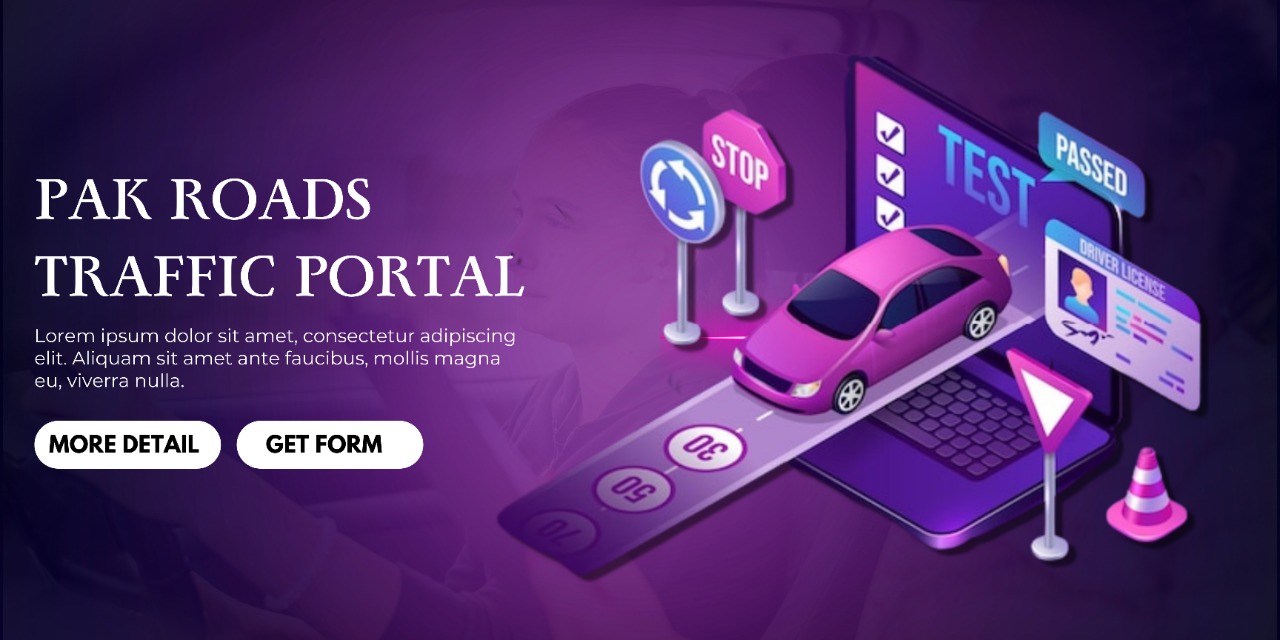 PAK ROADS
TRAFFIC PORTAL
Lorem ipsum dolor sit amet, consectetur adipiscing
elit. Aliquam sit amet ante faucibus, mollis magna
eu, viverra nulla.
MORE DETAIL
GET FORM
STOP
TEST
PASSED
DRIVER LICENSE
30
50
70